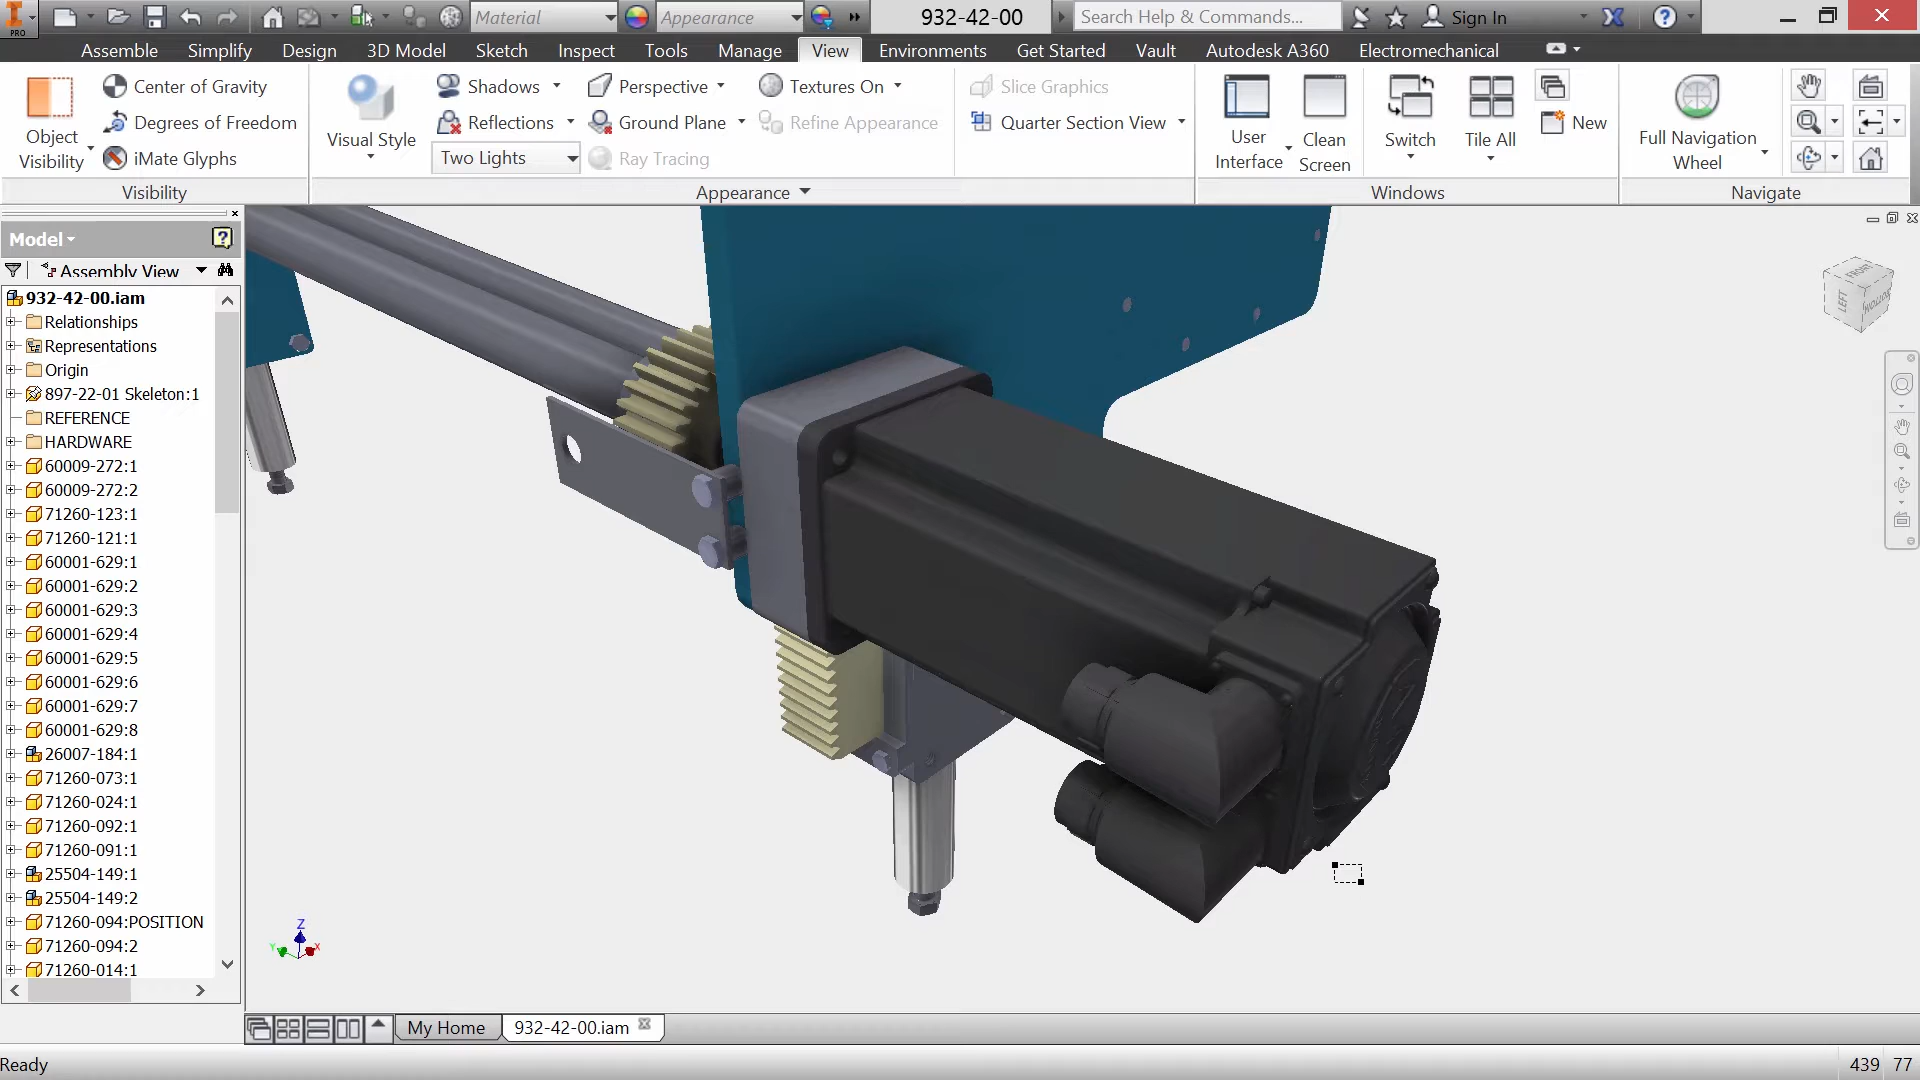 PRO
Material
Appearance
932-42-00
Search Help & Commands...
Sign In
Assemble
Simplify
Design
3D Model
Sketch
Inspect
Tools
Manage
View
Environments
Get Started
Vault
Autodesk A360
Electromechanical
Object
Visibility
Center of Gravity
Degrees of Freedom
iMate Glyphs
Visibility
Visual Style
Shadows
Reflections
Two Lights
Perspective
Ground Plane
Ray Tracing
Textures On
Refine Appearance
Slice Graphics
Quarter Section View
Appearance
User
Interface
Clean
Screen
Switch
Tile All
New
Windows
Full Navigation
Wheel
Navigate
Model
Assembly View
932-42-00.iam
Relationships
Representations
Origin
897-22-01 Skeleton:1
REFERENCE
HARDWARE
60009-272:1
60009-272:2
71260-123:1
71260-121:1
60001-629:1
60001-629:2
60001-629:3
60001-629:4
60001-629:5
60001-629:6
60001-629:7
60001-629:8
26007-184:1
71260-073:1
71260-024:1
71260-092:1
71260-091:1
25504-149:1
25504-149:2
71260-094:POSITION
71260-094:2
71260-014:1
FRONT
LEFT
BOTTOM
Z
Y
X
My Home
932-42-00.iam
Ready
439 77